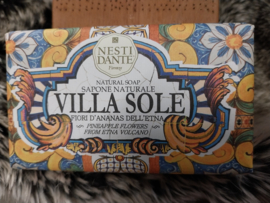 NESTI
DANTE
Firenze
NATURAL SOAP
SAPONE NATURALE
VILLA SOLE
FIORI D'ANANAS DELL'ETNA
PINEAPPLE FLOWERS
FROM ETNA VOLCANO